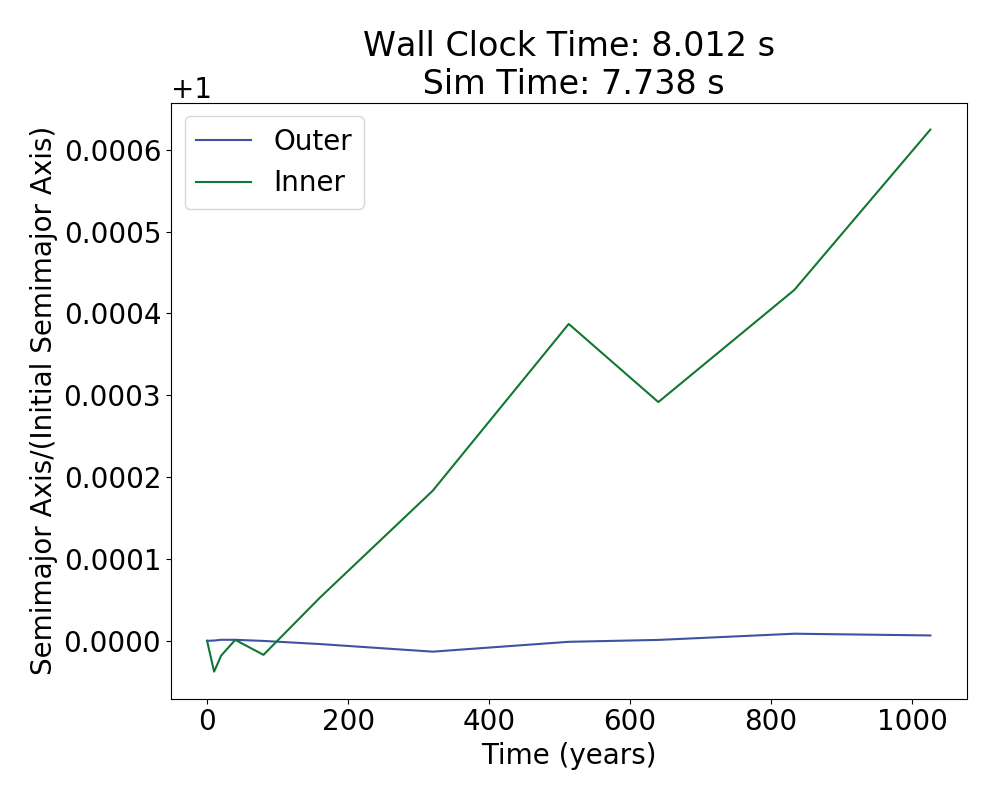 Wall Clock Time: 8.012 s
Sim Time: 7.738 s
+1
Outer
Inner
Semimajor Axis/(Initial Semimajor Axis)
0.0006
0.0005
0.0004
0.0003
0.0002
0.0001
0.0000
0 200 400 600 800 1000
Time (years)